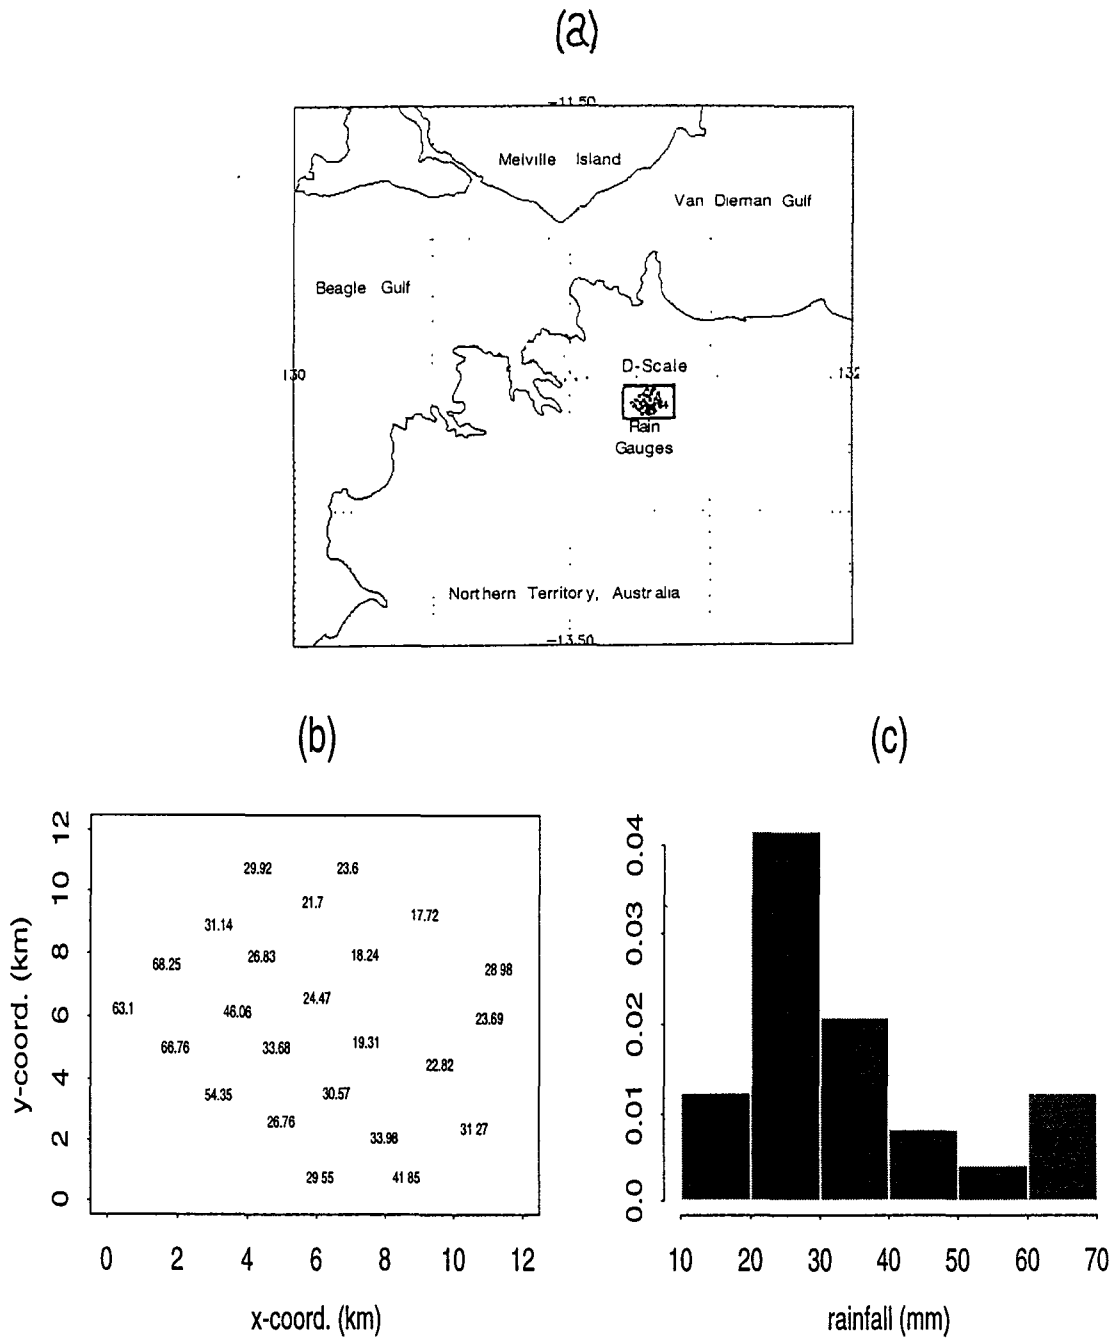 (a)
-11.50
Melville Island
Van Dieman Gulf
Beagle Gulf
D-Scale
130
132
Rain
Gauges
Northern Territory, Australia
-13.50
(b)
(c)
y-coord. (km)
12
10
8
6
4
2
0
29.92 23.6
21.7
17.72
31.14
26.83 18.24
68.25
28 98
24.47
63.1 46.06
23.69
19.31
66.76 33.68
22.82
54.35 30.57
26.76
31 27
33.98
29 55 41 85
0 2 4 6 8 10 12
x-coord. (km)
0.04
0.03
0.02
0.01
0.0
10 20 30 40 50 60 70
rainfall (mm)